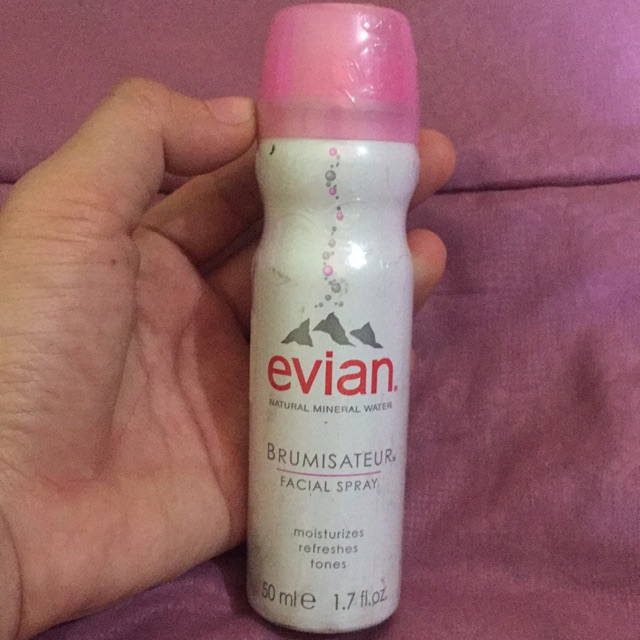 evian.
NATURAL MINERAL WATER
BRUMISATEUR®
FACIAL SPRAY
moisturizes
refreshes
tones
50 ml e 1.7 fl.oz.